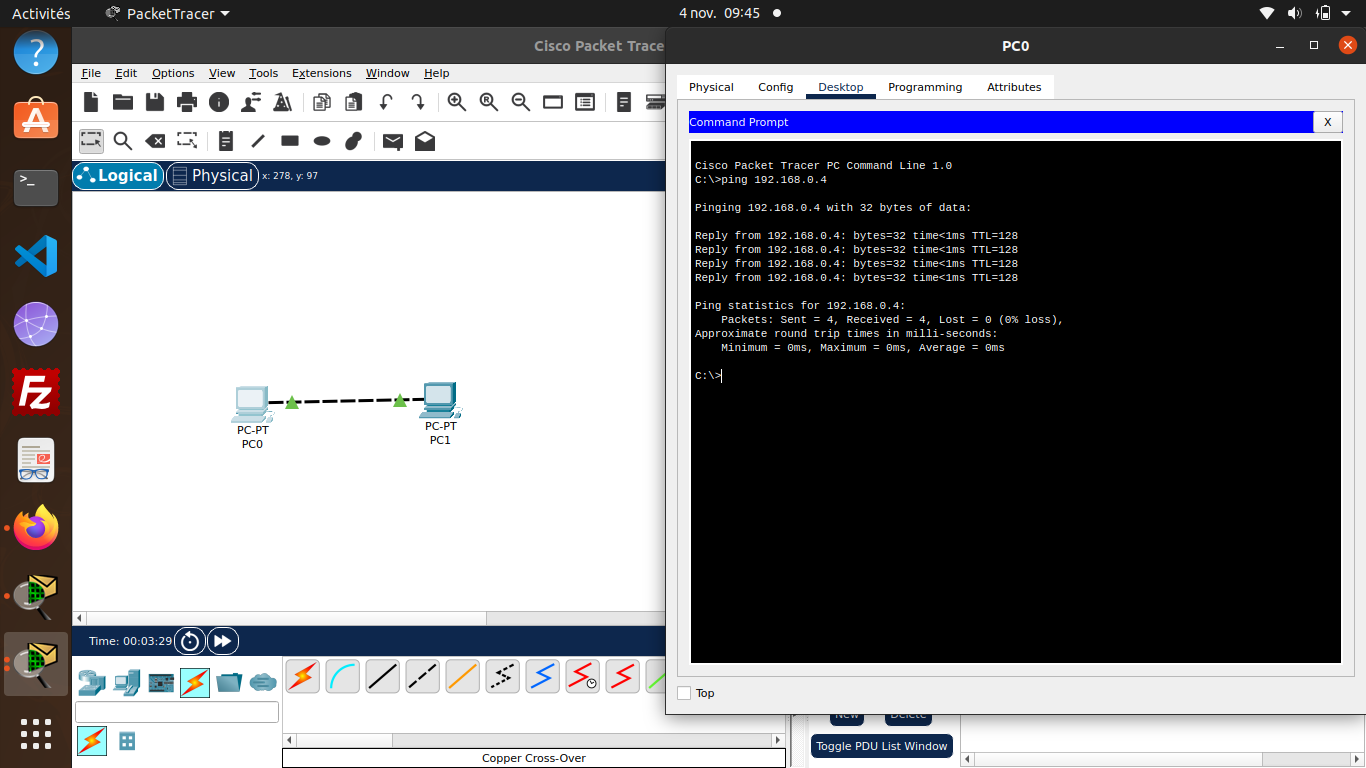 Activités
PacketTracer
4 nov. 09:45
Cisco Packet Trace
File Edit Options View Tools Extensions Window Help
Logical
Physical
x: 278, y: 97
PC-PT
PC0
PC-PT
PC1
Time: 00:03:29
Copper Cross-Over
PC0
Physical Config Desktop Programming Attributes
Command Prompt
X
Cisco Packet Tracer PC Command Line 1.0
C:\>ping 192.168.0.4
Pinging 192.168.0.4 with 32 bytes of data:
Reply from 192.168.0.4: bytes=32 time<1ms TTL=128
Reply from 192.168.0.4: bytes=32 time<1ms TTL=128
Reply from 192.168.0.4: bytes=32 time<1ms TTL=128
Reply from 192.168.0.4: bytes=32 time<1ms TTL=128
Ping statistics for 192.168.0.4:
Packets: Sent = 4, Received = 4, Lost = 0 (0% loss),
Approximate round trip times in milli-seconds:
Minimum = 0ms, Maximum = 0ms, Average = 0ms
C:\>
Top
New Delete
Toggle PDU List Window